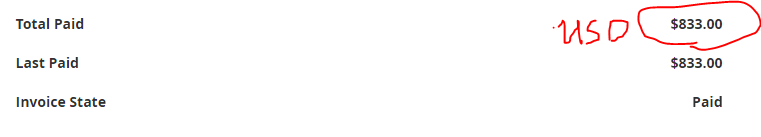 Total Paid USD $833.00
Last Paid $833.00
Invoice State Paid